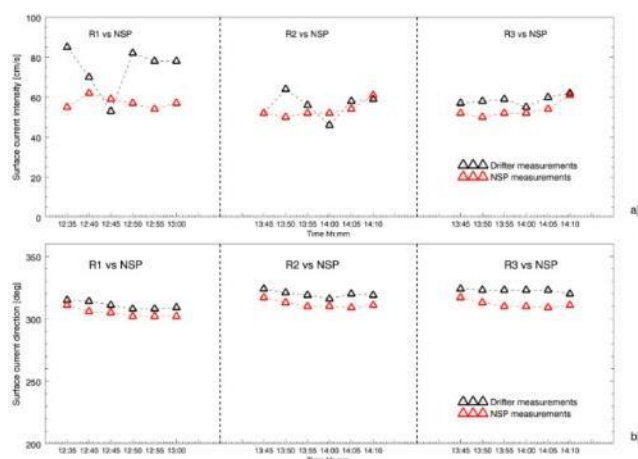 R1 vs NSP R2 vs NSP R3 vs NSP
Surface current intensity [cm/s]
100
80
60
40
20
0
Drifter measurements
NSP measurements
12:35 12:40 12:45 12:50 12:55 13:00 13:45 13:50 13:55 14:00 14:05 14:10 13:45 13:50 13:55 14:00 14:05 14:10
Time hh:mm
a)
R1 vs NSP R2 vs NSP R3 vs NSP
Surface current direction [deg]
350
300
250
200
Drifter measurements
NSP measurements
12:35 12:40 12:45 12:50 12:55 13:00 13:45 13:50 13:55 14:00 14:05 14:10 13:45 13:50 13:55 14:00 14:05 14:10
b)